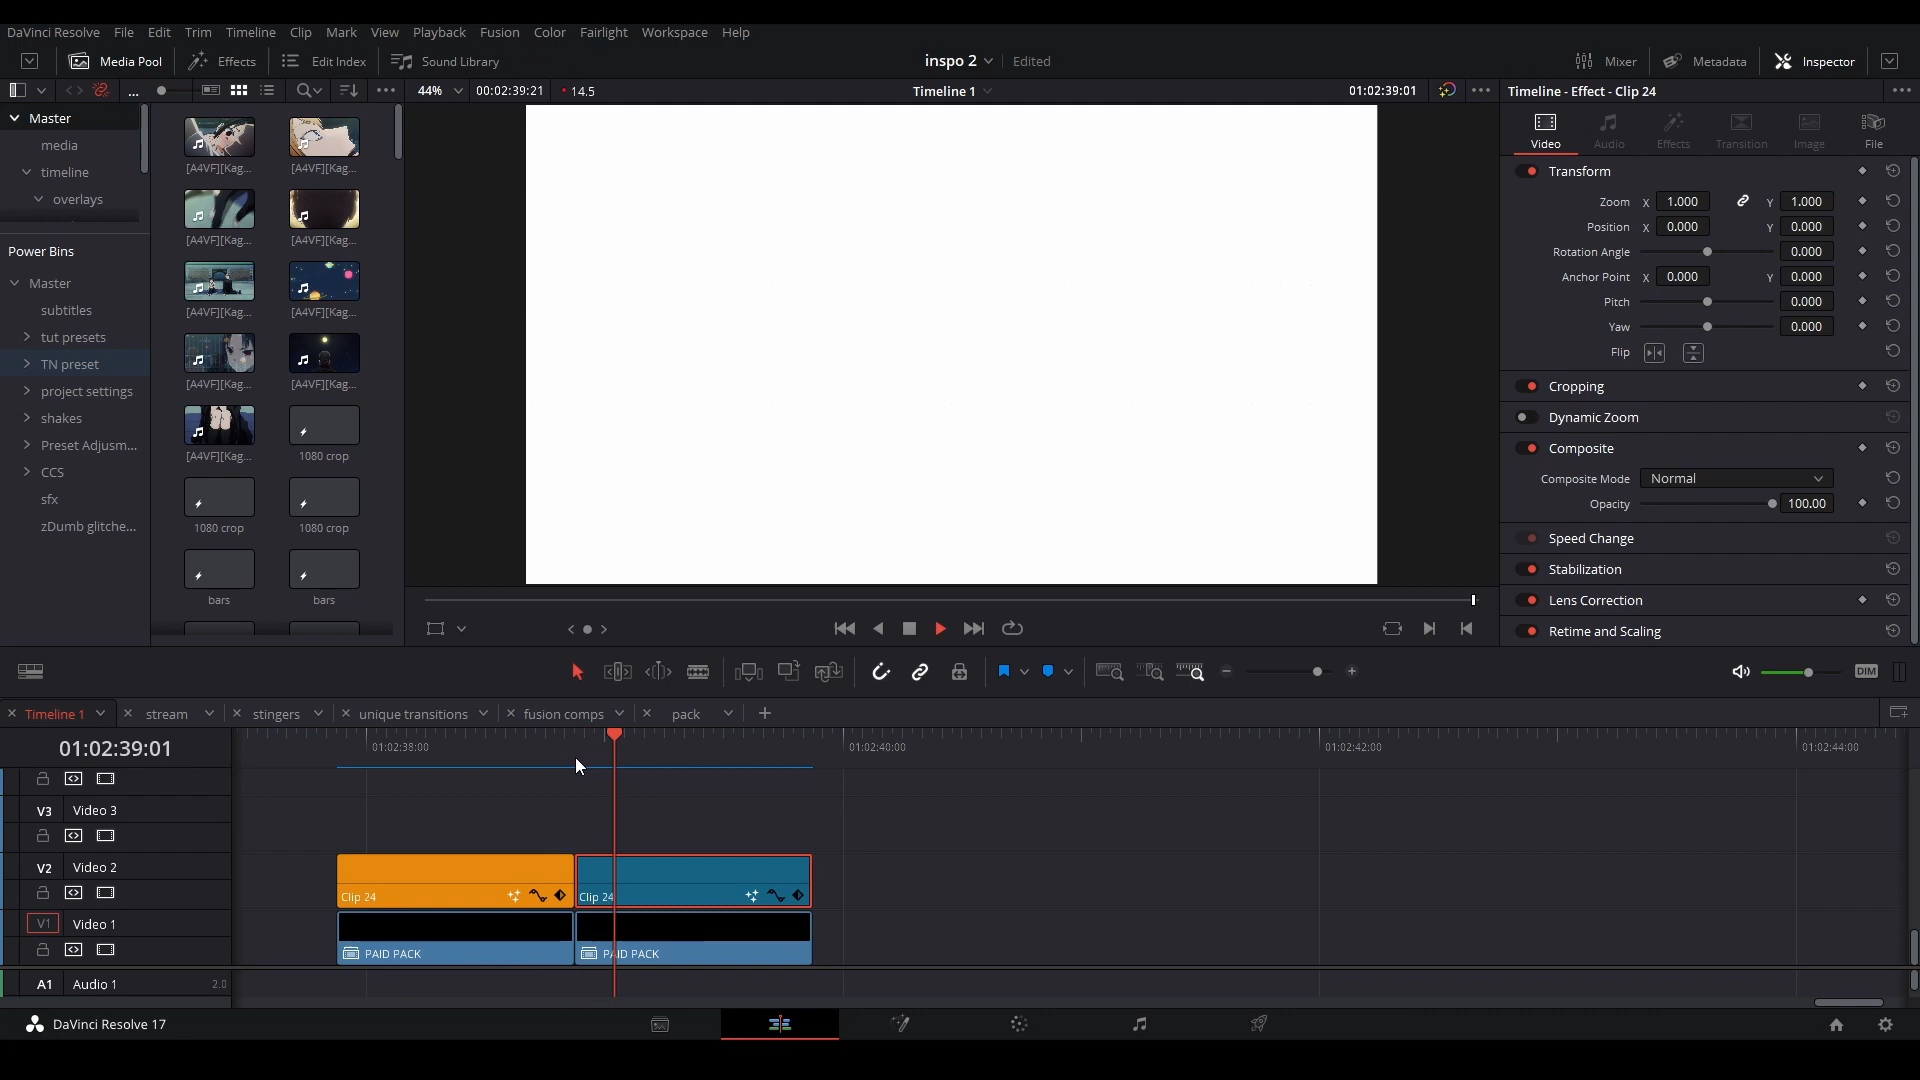 DaVinci Resolve File Edit Trim Timeline Clip Mark View Playback Fusion Color Fairlight Workspace Help
Media Pool Effects Edit Index Sound Library inspo 2 Edited Mixer Metadata Inspector
... 44% 00:02:39:21 14.5 Timeline 1 01:02:39:01 Timeline - Effect - Clip 24
Master
media
timeline
overlays
Power Bins
Master
subtitles
tut presets
TN preset
project settings
shakes
Preset Adjusm...
CCS
sfx
zDumb glitche...
[A4VF][Kag... [A4VF][Kag...
[A4VF][Kag... [A4VF][Kag...
[A4VF][Kag... [A4VF][Kag...
[A4VF][Kag... [A4VF][Kag...
[A4VF][Kag... 1080 crop
1080 crop 1080 crop
bars bars
Video Audio Effects Transition Image File
Transform
Zoom X 1.000 Y 1.000
Position X 0.000 Y 0.000
Rotation Angle 0.000
Anchor Point X 0.000 Y 0.000
Pitch 0.000
Yaw 0.000
Flip
Cropping
Dynamic Zoom
Composite
Composite Mode Normal
Opacity 100.00
Speed Change
Stabilization
Lens Correction
Retime and Scaling
DIM
Timeline 1 stream stingers unique transitions fusion comps pack
01:02:39:01 01:02:38:00 01:02:40:00 01:02:42:00 01:02:44:00
V3 Video 3
V2 Video 2
Clip 24 Clip 24
V1 Video 1
PAID PACK PAID PACK
A1 Audio 1 2.0
DaVinci Resolve 17